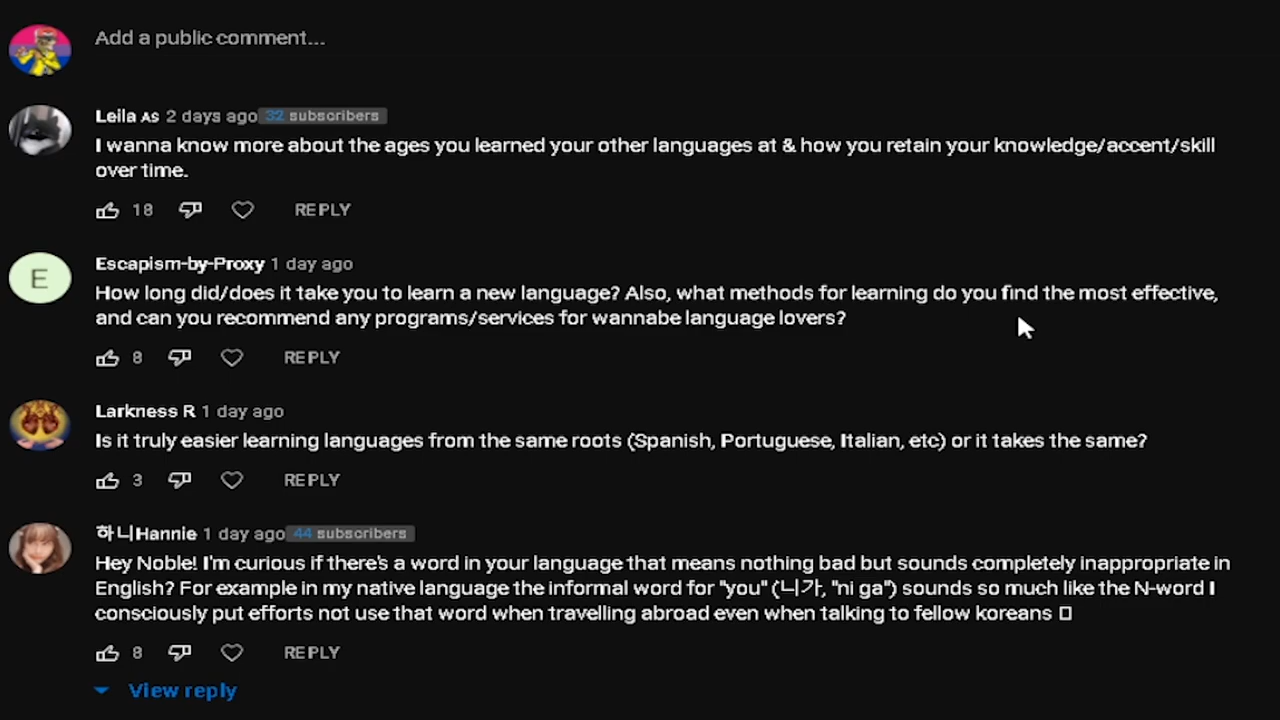 Add a public comment...
Leila As 2 days ago 32 subscribers
I wanna know more about the ages you learned your other languages at & how you retain your knowledge/accent/skill
over time.
18 REPLY
E
Escapism-by-Proxy 1 day ago
How long did/does it take you to learn a new language? Also, what methods for learning do you find the most effective,
and can you recommend any programs/services for wannabe language lovers?
8 REPLY
Larkness R 1 day ago
Is it truly easier learning languages from the same roots (Spanish, Portuguese, Italian, etc) or it takes the same?
3 REPLY
하니Hannie 1 day ago 44 subscribers
Hey Noble! I'm curious if there's a word in your language that means nothing bad but sounds completely inappropriate in
English? For example in my native language the informal word for "you" (니가, "ni ga") sounds so much like the N-word I
consciously put efforts not use that word when travelling abroad even when talking to fellow koreans
8 REPLY
View reply